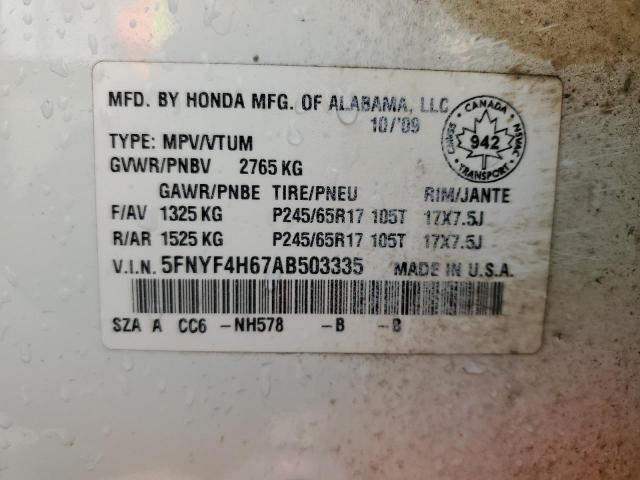 MFD. BY HONDA MFG. OF ALABAMA, LLC
10/'09
TYPE: MPV/VTUM
GVWR/PNBV 2765 KG
GAWR/PNBE TIRE/PNEU RIM/JANTE
F/AV 1325 KG P245/65R17 105T 17X7.5J
R/AR 1525 KG P245/65R17 105T 17X7.5J
V.I.N. 5FNYF4H67AB503335 MADE IN U.S.A.
SZA A CC6 -NH578 -B -B
CANADA
942
TRANSPORT